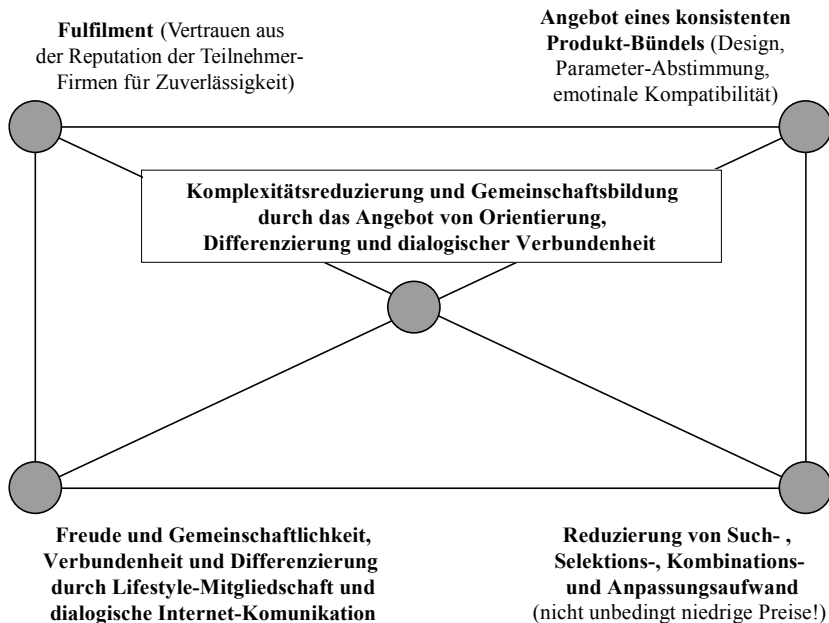 Fulfilment (Vertrauen aus
der Reputation der Teilnehmer-
Firmen für Zuverlässigkeit)
Angebot eines konsistenten
Produkt-Bündels (Design,
Parameter-Abstimmung,
emotinale Kompatibilität)
Komplexitätsreduzierung und Gemeinschaftsbildung
durch das Angebot von Orientierung,
Differenzierung und dialogischer Verbundenheit
Freude und Gemeinschaftlichkeit,
Verbundenheit und Differenzierung
durch Lifestyle-Mitgliedschaft und
dialogische Internet-Komunikation
Reduzierung von Such- ,
Selektions-, Kombinations-
und Anpassungsaufwand
(nicht unbedingt niedrige Preise!)